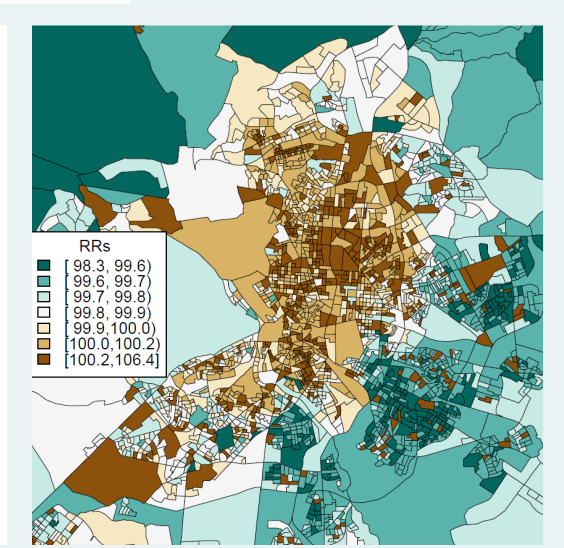 RRs
[ 98.3, 99.6)
[ 99.6, 99.7)
[ 99.7, 99.8)
[ 99.8, 99.9)
[ 99.9,100.0)
[100.0,100.2)
[100.2,106.4]